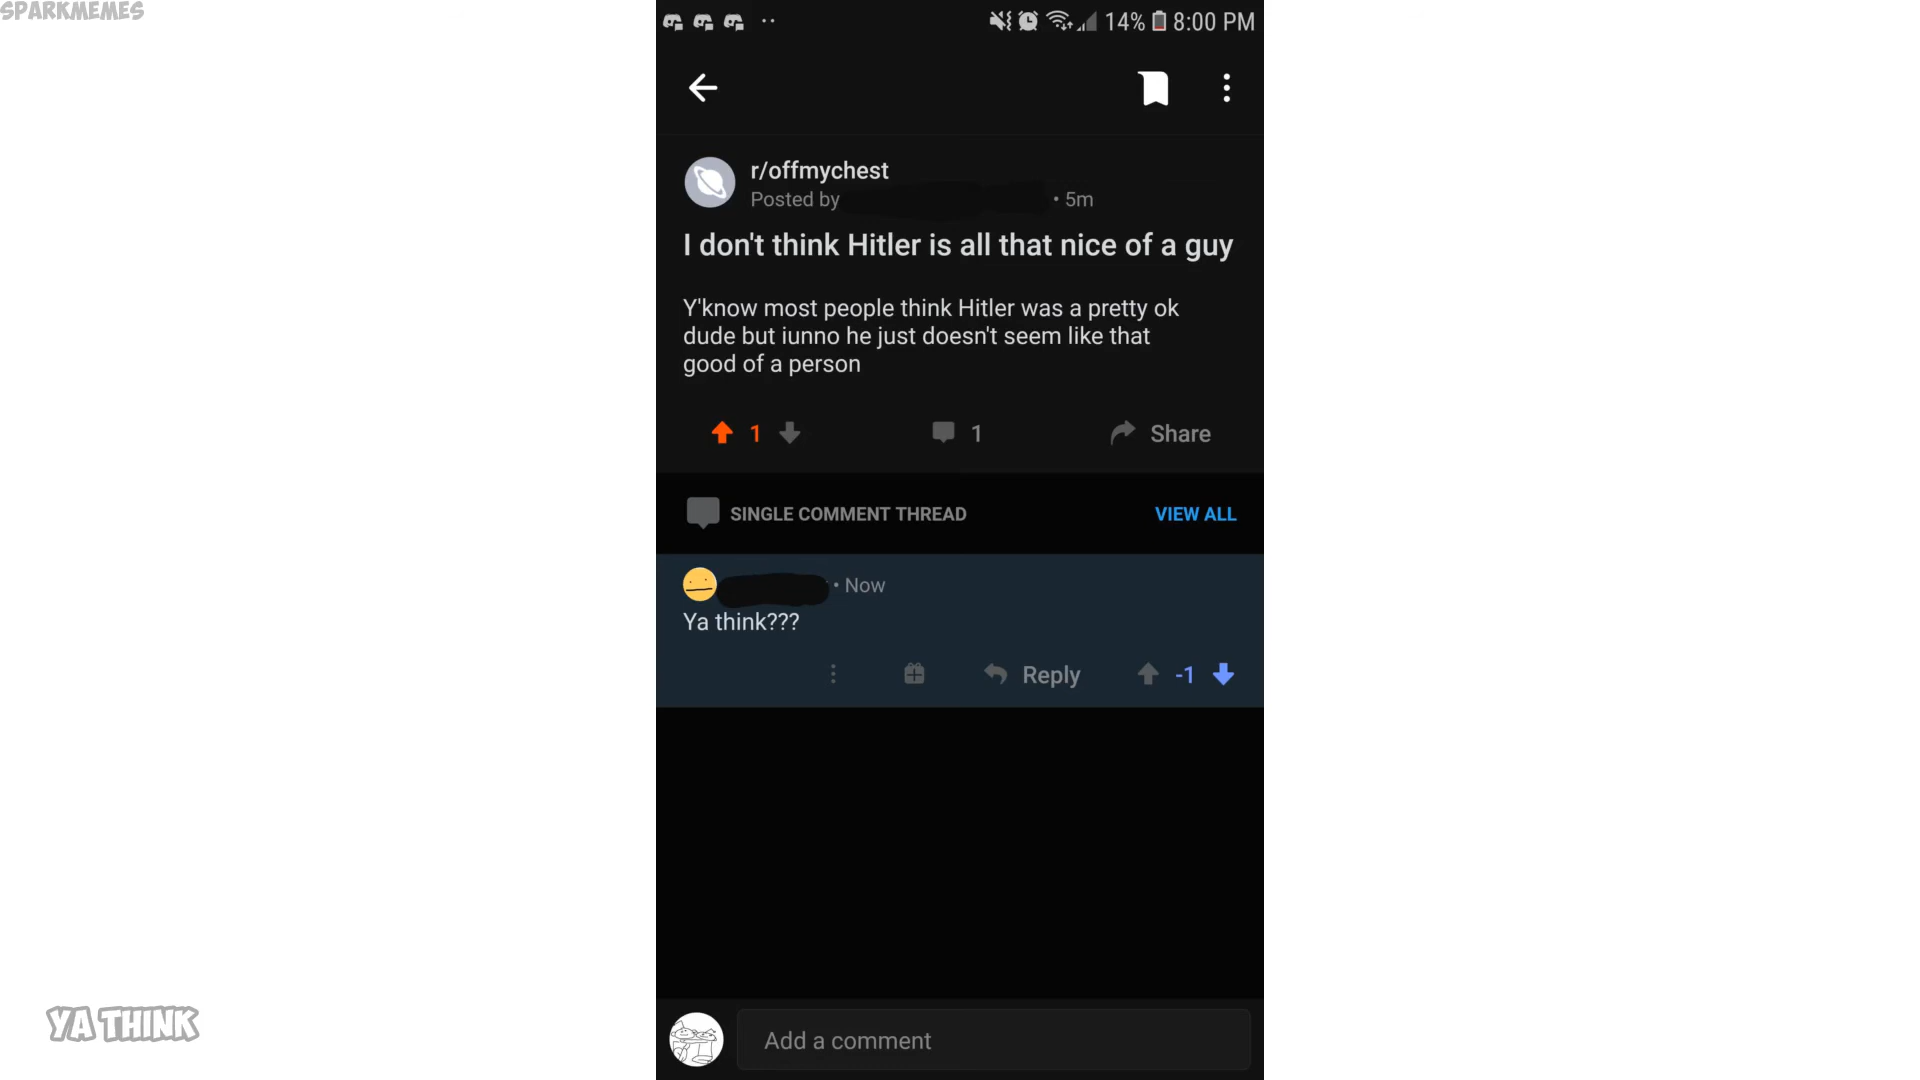 SPARKMEMES
14% 8:00 PM
r/offmychest
Posted by • 5m
I don't think Hitler is all that nice of a guy
Y'know most people think Hitler was a pretty ok
dude but iunno he just doesn't seem like that
good of a person
1 1 Share
SINGLE COMMENT THREAD VIEW ALL
• Now
Ya think???
Reply -1
YA THINK
Add a comment